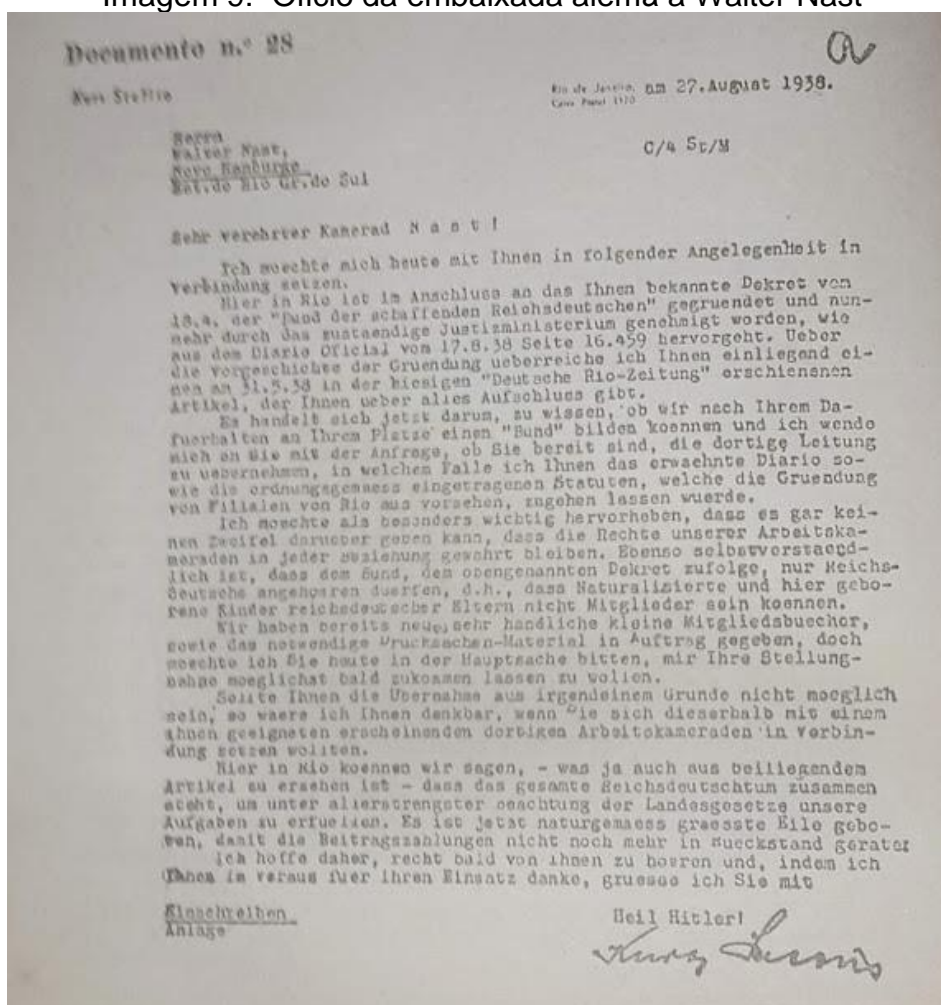 Imagem 9: Ofício da embaixada alemã a Walter Nast
Documento n.º 28
Rio de Janeiro, am 27.August 1938.
Caixa Postal
C/4 St/M
Herrn
Walter Nast,
Novo Hamburgo
Est.do Rio Gr.do Sul
Sehr verehrter Kamerad N a s t !
Ich moechte mich heute mit Ihnen in folgender Angelegenheit in
Verbindung setzen.
Hier in Rio ist im Anschluss an das Ihnen bekannte Dekret vom
18.4. der "Bund der schaffenden Reichsdeutschen" gegruendet und nun-
mehr durch das zustaendige Justizministerium genehmigt worden, wie
aus dem Diario Oficial vom 17.8.38 Seite 16.459 hervorgeht. Ueber
die Vorgeschichte der Gruendung ueberreiche ich Ihnen einliegend ei-
nen am 31.5.38 in der hiesigen "Deutsche Rio-Zeitung" erschienenen
Artikel, der Ihnen ueber alles Aufschluss gibt.
Es handelt sich jetzt darum, zu wissen, ob wir nach Ihrem Da-
fuerhalten an Ihrem Platze einen "Bund" bilden koennen und ich wende
mich an Sie mit der Anfrage, ob Sie bereit sind, die dortige Leitung
zu uebernehmen, in welchem Falle ich Ihnen das erwaehnte Diario so-
wie die ordnungsgemaess eingetragenen Statuten, welche die Gruendung
von Filialen von Rio aus vorsehen, zugehen lassen wuerde.
Ich moechte als besonders wichtig hervorheben, dass es gar kei-
nen Zweifel darueber geben kann, dass die Rechte unserer Arbeitska-
meraden in jeder Beziehung gewahrt bleiben. Ebenso selbstverstaend-
lich ist, dass dem Bund, dem obengenannten Dekret zufolge, nur Reichs-
deutsche angehoeren duerfen, d.h., dass Naturalisierte und hier gebo-
rene Kinder reichsdeutscher Eltern nicht Mitglieder sein koennen.
Wir haben bereits neue, sehr handliche kleine Mitgliedsbuecher,
sowie das notwendige Drucksachen-Material in Auftrag gegeben, doch
moechte ich Sie heute in der Hauptsache bitten, mir Ihre Stellung-
nahme moeglichst bald zukommen lassen zu wollen.
Sollte Ihnen die Ubernahme aus irgendeinem Grunde nicht moeglich
sein, so waere ich Ihnen dankbar, wenn Sie sich dieserhalb mit einem
Ihnen geeigneten erscheinenden dortigen Arbeitskameraden in Verbin-
dung setzen wollten.
Hier in Rio koennen wir sagen, - was ja auch aus beiliegendem
Artikel zu ersehen ist - dass das gesamte Reichsdeutschtum zusammen
steht, um unter allerstrengster Beachtung der Landesgesetze unsere
Aufgaben zu erfuellen. Es ist jetzt naturgemaess groesste Eile gebo-
ten, damit die Beitragszahlungen nicht noch mehr in Rueckstand geraten
Ich hoffe daher, recht bald von Ihnen zu hoeren und, indem ich
Ihnen im voraus fuer Ihren Einsatz danke, gruesse ich Sie mit
Heil Hitler!
Einschreiben
Anlage